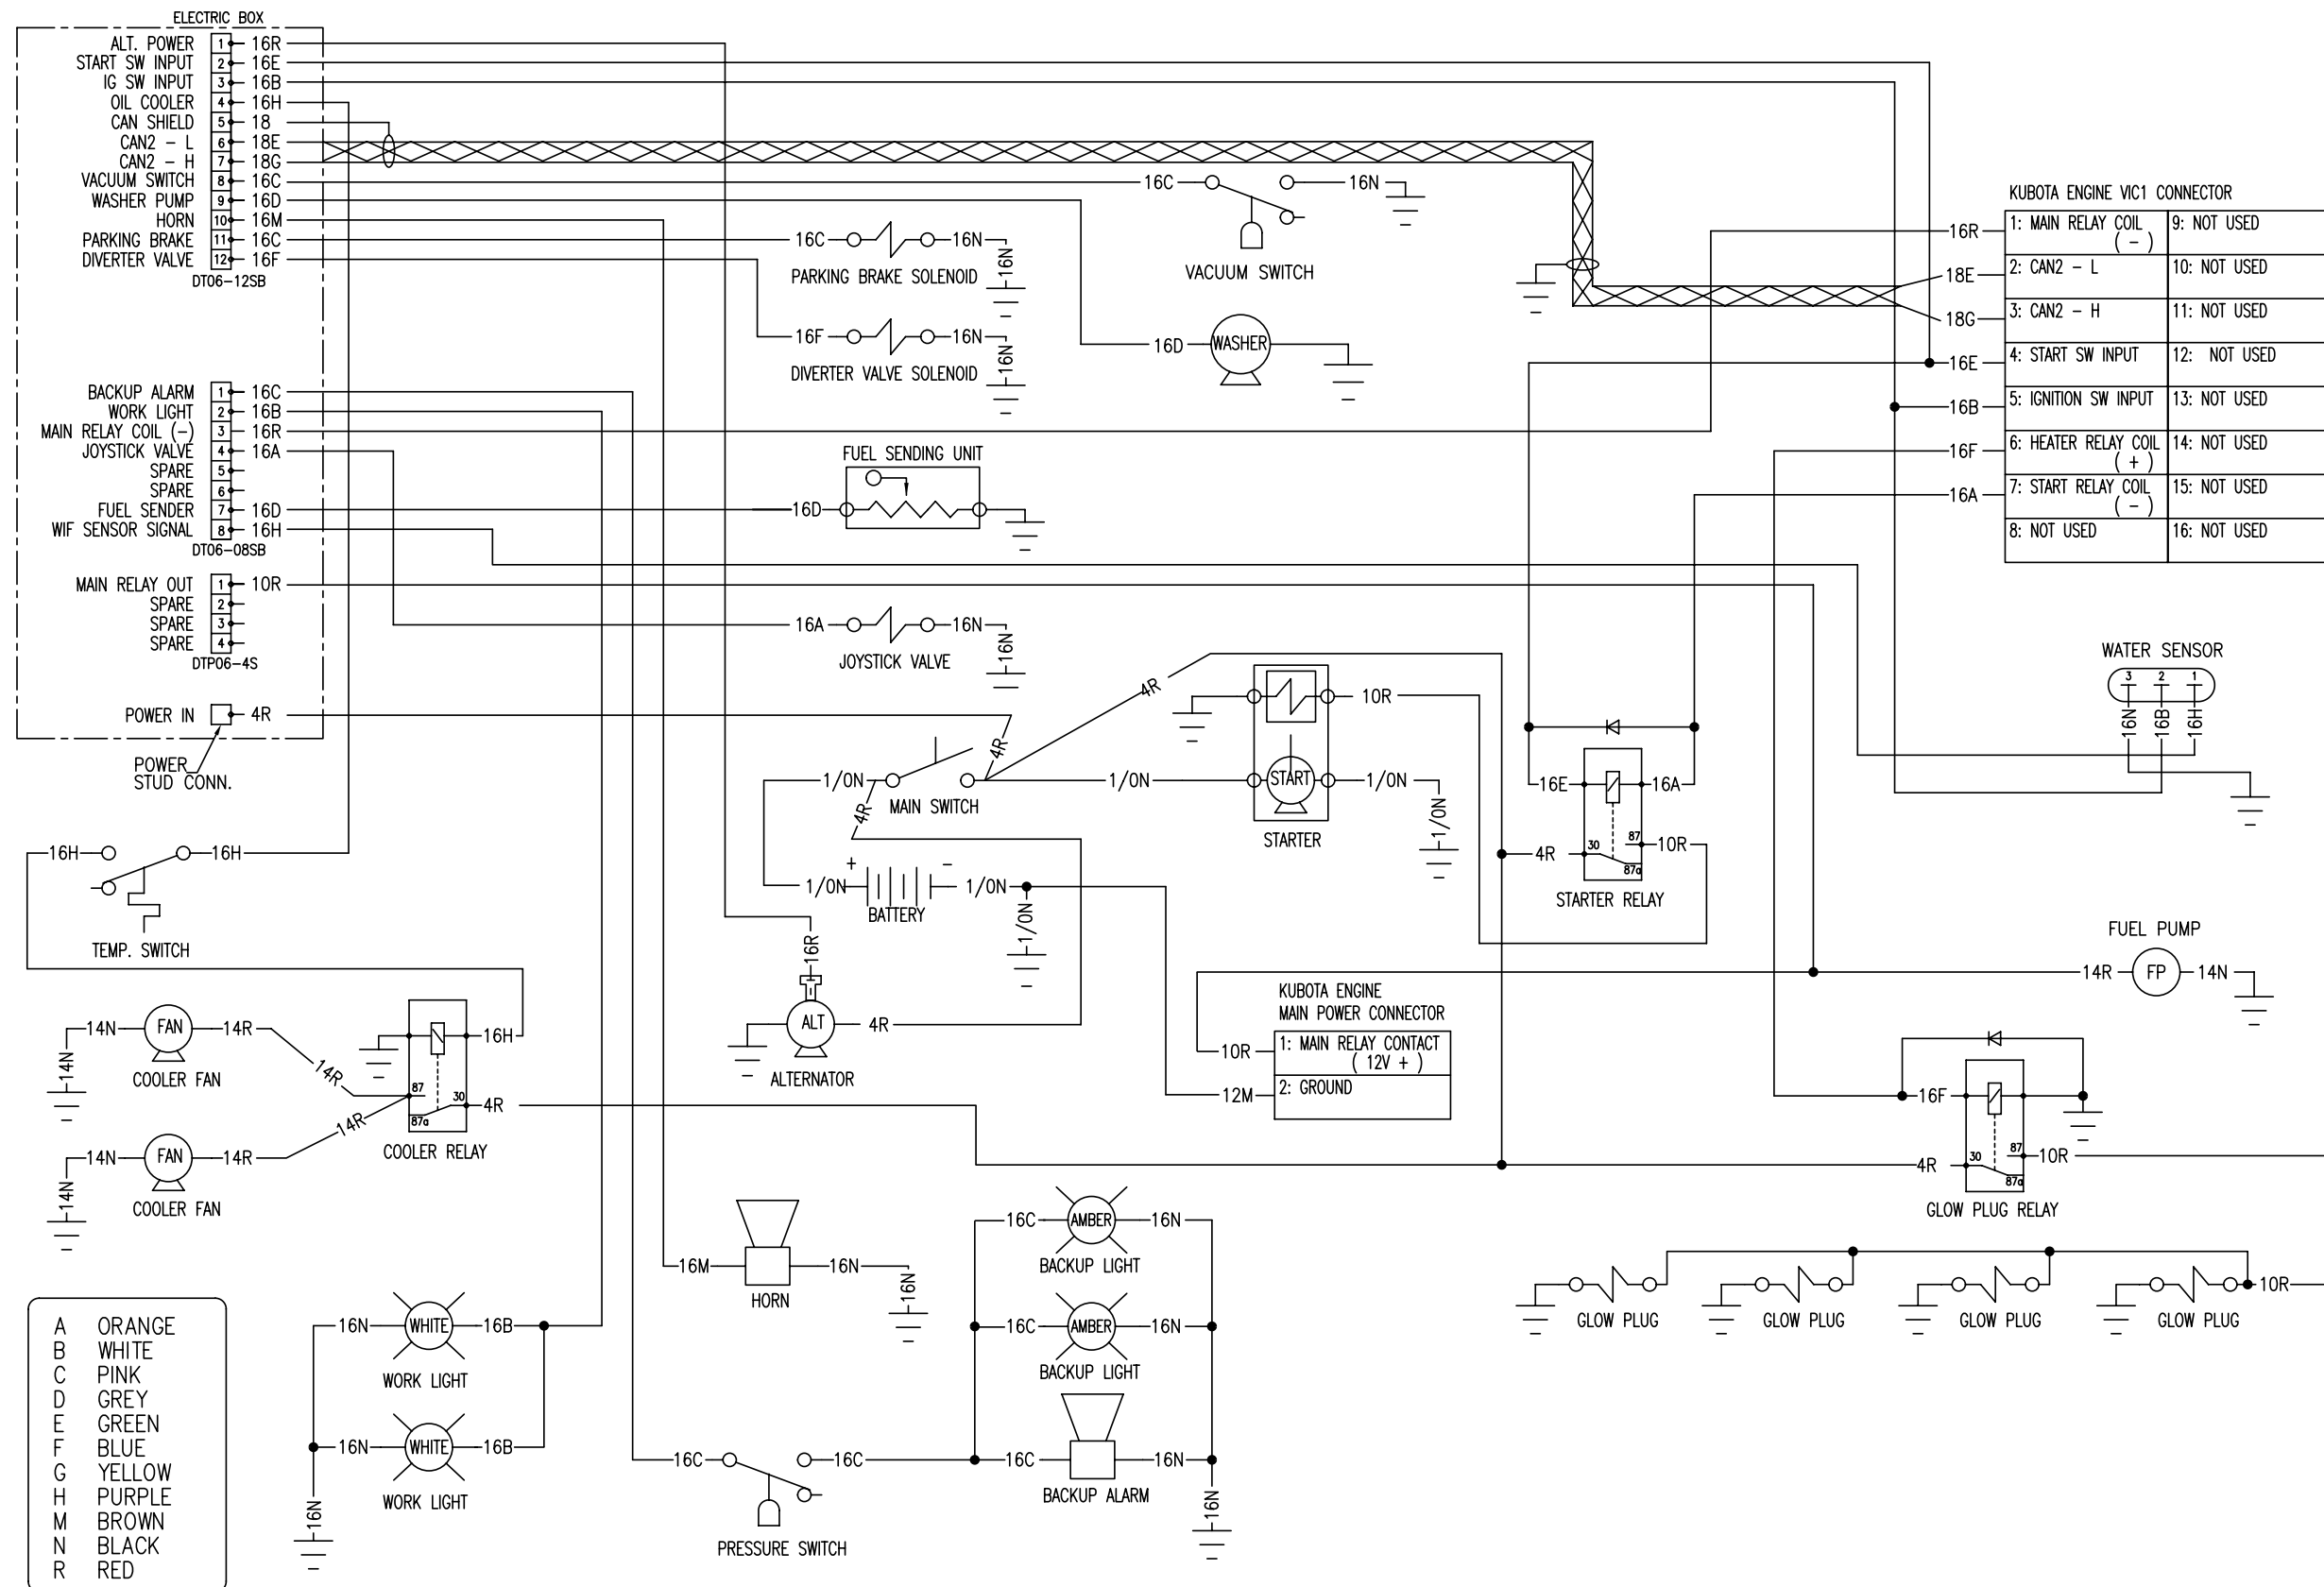 ELECTRIC BOX
ALT. POWER 1 16R
START SW INPUT 2 16E
IG SW INPUT 3 16B
OIL COOLER 4 16H
CAN SHIELD 5 18
CAN2 - L 6 18E
CAN2 - H 7 18G
VACUUM SWITCH 8 16C
WASHER PUMP 9 16D
HORN 10 16M
PARKING BRAKE 11 16C
DIVERTER VALVE 12 16F
DT06-12SB
BACKUP ALARM 1 16C
WORK LIGHT 2 16B
MAIN RELAY COIL (-) 3 16R
JOYSTICK VALVE 4 16A
SPARE 5
SPARE 6
FUEL SENDER 7 16D
WIF SENSOR SIGNAL 8 16H
DT06-08SB
MAIN RELAY OUT 1 10R
SPARE 2
SPARE 3
SPARE 4
DTP06-4S
POWER IN 4R
POWER
STUD CONN.
16C 16N
VACUUM SWITCH
16C 16N
16N
PARKING BRAKE SOLENOID
16F 16N
16N
DIVERTER VALVE SOLENOID
16D WASHER
FUEL SENDING UNIT
16D
16A 16N
16N
JOYSTICK VALVE
KUBOTA ENGINE VIC1 CONNECTOR
16R 1: MAIN RELAY COIL 9: NOT USED
( - )
18E 2: CAN2 - L 10: NOT USED
18G 3: CAN2 - H 11: NOT USED
16E 4: START SW INPUT 12: NOT USED
16B 5: IGNITION SW INPUT 13: NOT USED
16F 6: HEATER RELAY COIL 14: NOT USED
( + )
16A 7: START RELAY COIL 15: NOT USED
( - )
8: NOT USED 16: NOT USED
WATER SENSOR
3 2 1
16N 16B 16H
4R
4R
10R
1/0N
MAIN SWITCH
4R
1/0N START 1/0N
1/0N
STARTER
16E 16A
30 87 10R
4R
87a
STARTER RELAY
+ -
1/0N 1/0N
BATTERY
1/0N
16R
ALT 4R
ALTERNATOR
KUBOTA ENGINE
MAIN POWER CONNECTOR
10R 1: MAIN RELAY CONTACT
( 12V + )
12M 2: GROUND
FUEL PUMP
14R FP 14N
16H 16H
TEMP. SWITCH
14N FAN 14R
14N
COOLER FAN
14R
14N FAN 14R
14N
COOLER FAN
14R
16H
87 30 4R
87a
COOLER RELAY
16F
4R 30 87 10R
87a
GLOW PLUG RELAY
10R
GLOW PLUG
GLOW PLUG
GLOW PLUG
GLOW PLUG
16M 16N
16N
HORN
16C AMBER 16N
BACKUP LIGHT
16C AMBER 16N
BACKUP LIGHT
16C 16C 16C 16N
BACKUP ALARM
16N
PRESSURE SWITCH
16N WHITE 16B
WORK LIGHT
16N WHITE 16B
WORK LIGHT
16N
A ORANGE
B WHITE
C PINK
D GREY
E GREEN
F BLUE
G YELLOW
H PURPLE
M BROWN
N BLACK
R RED